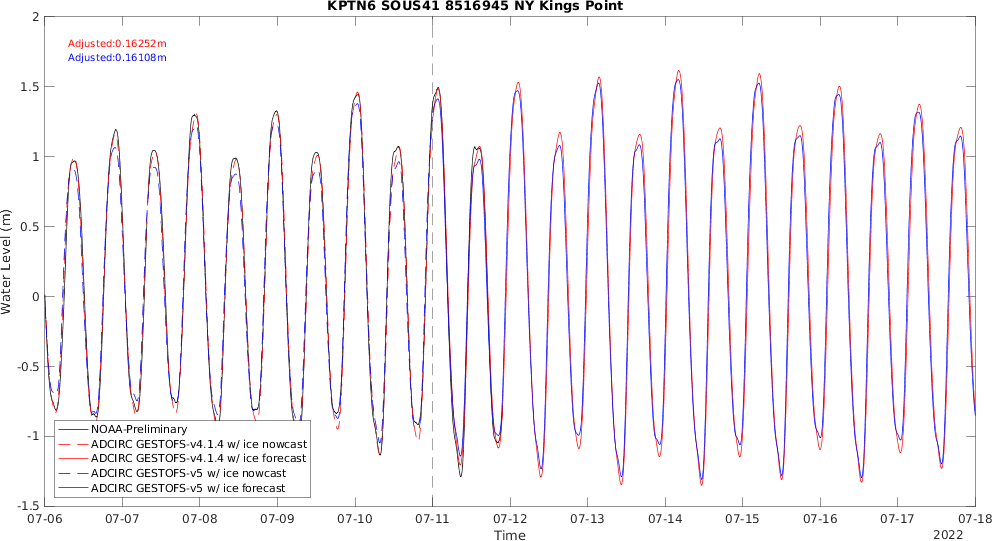 KPTN6 SOUS41 8516945 NY Kings Point
Adjusted:0.16252m
Adjusted:0.16108m
Water Level (m)
2
1.5
1
0.5
0
-0.5
-1
-1.5
NOAA-Preliminary
ADCIRC GESTOFS-v4.1.4 w/ ice nowcast
ADCIRC GESTOFS-v4.1.4 w/ ice forecast
ADCIRC GESTOFS-v5 w/ ice nowcast
ADCIRC GESTOFS-v5 w/ ice forecast
07-06 07-07 07-08 07-09 07-10 07-11 07-12 07-13 07-14 07-15 07-16 07-17 07-18
Time
2022